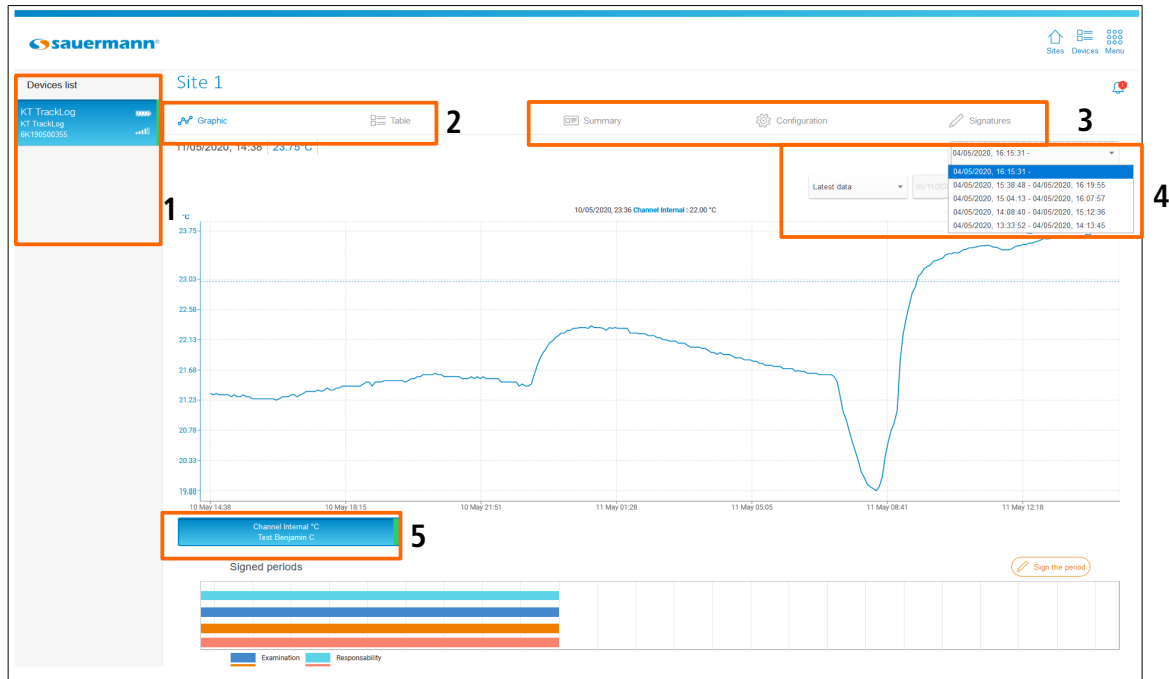 sauermann®
Sites Devices Menu
Devices list
Site 1
KT TrackLog
KT TrackLog
6K190500355
Graphic
Table
2
Summary
Configuration
Signatures
3
11/05/2020, 14:38 23.75°C
04/05/2020, 16:15:31 -
04/05/2020, 16:15:31 -
04/05/2020, 15:38:48 - 04/05/2020, 16:19:55
04/05/2020, 15:04:13 - 04/05/2020, 16:07:57
04/05/2020, 14:08:40 - 04/05/2020, 15:12:36
04/05/2020, 13:33:52 - 04/05/2020, 14:13:45
Latest data
4
1
10/05/2020, 23:36 Channel Internal : 22.00 °C
°C
23.75
23.03
22.58
22.13
21.68
21.23
20.78
20.33
19.88
10 May 14:38 10 May 18:15 10 May 21:51 11 May 01:28 11 May 05:05 11 May 08:41 11 May 12:18
Channel Internal °C
Test Benjamin C
5
Signed periods
Sign the period
Examination Responsability